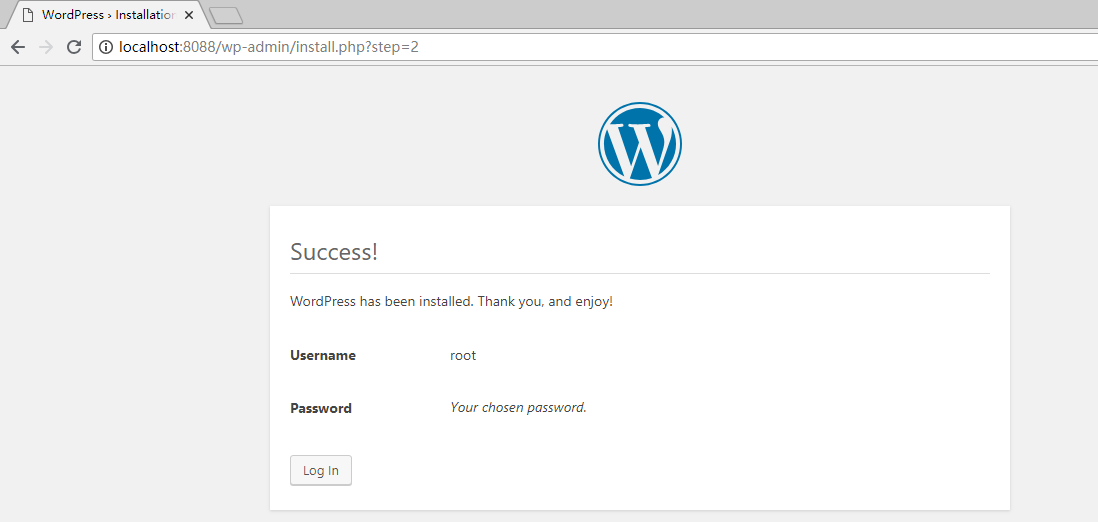 WordPress › Installation
localhost:8088/wp-admin/install.php?step=2
Success!
WordPress has been installed. Thank you, and enjoy!
Username root
Password Your chosen password.
Log In